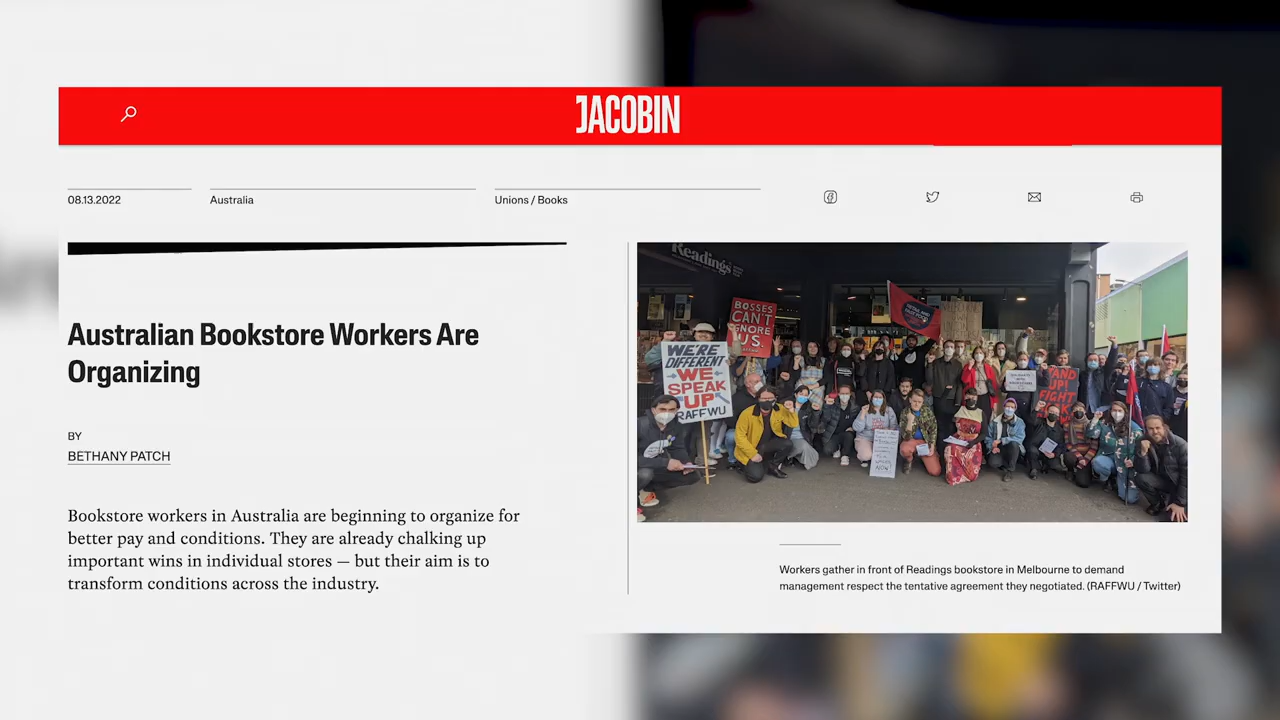 JACOBIN
08.13.2022
Australia
Unions / Books
Australian Bookstore Workers Are
Organizing
BY
BETHANY PATCH
Bookstore workers in Australia are beginning to organize for
better pay and conditions. They are already chalking up
important wins in individual stores — but their aim is to
transform conditions across the industry.
Readings
BOSSES
CAN'T
IGNORE
US.
WE'RE
DIFFERENT
WE
SPEAK
UP
RAFFWU
UP!
FIGHT
Workers gather in front of Readings bookstore in Melbourne to demand
management respect the tentative agreement they negotiated. (RAFFWU / Twitter)